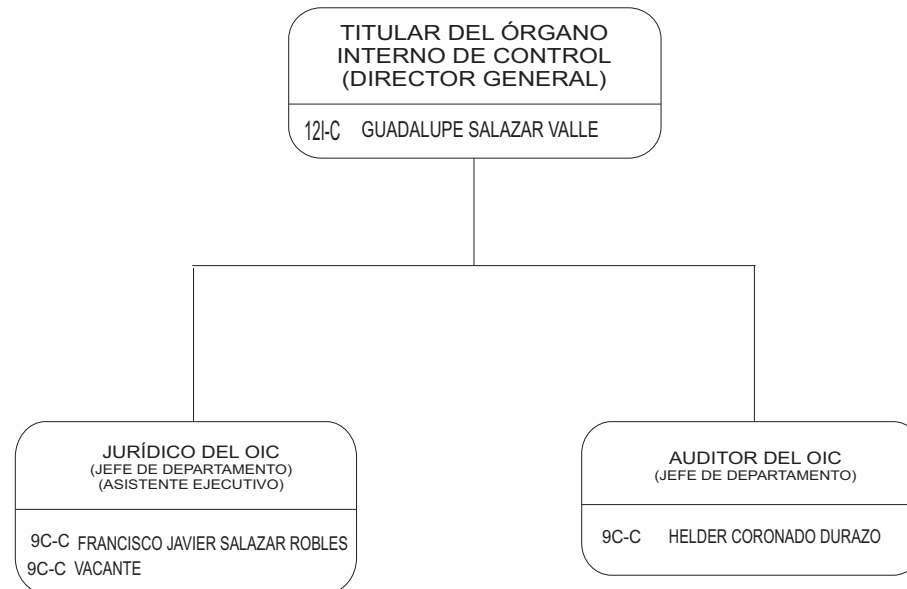 TITULAR DEL ÓRGANO
INTERNO DE CONTROL
(DIRECTOR GENERAL)
12I-C GUADALUPE SALAZAR VALLE
JURÍDICO DEL OIC
(JEFE DE DEPARTAMENTO)
(ASISTENTE EJECUTIVO)
9C-C FRANCISCO JAVIER SALAZAR ROBLES
9C-C VACANTE
AUDITOR DEL OIC
(JEFE DE DEPARTAMENTO)
9C-C HELDER CORONADO DURAZO